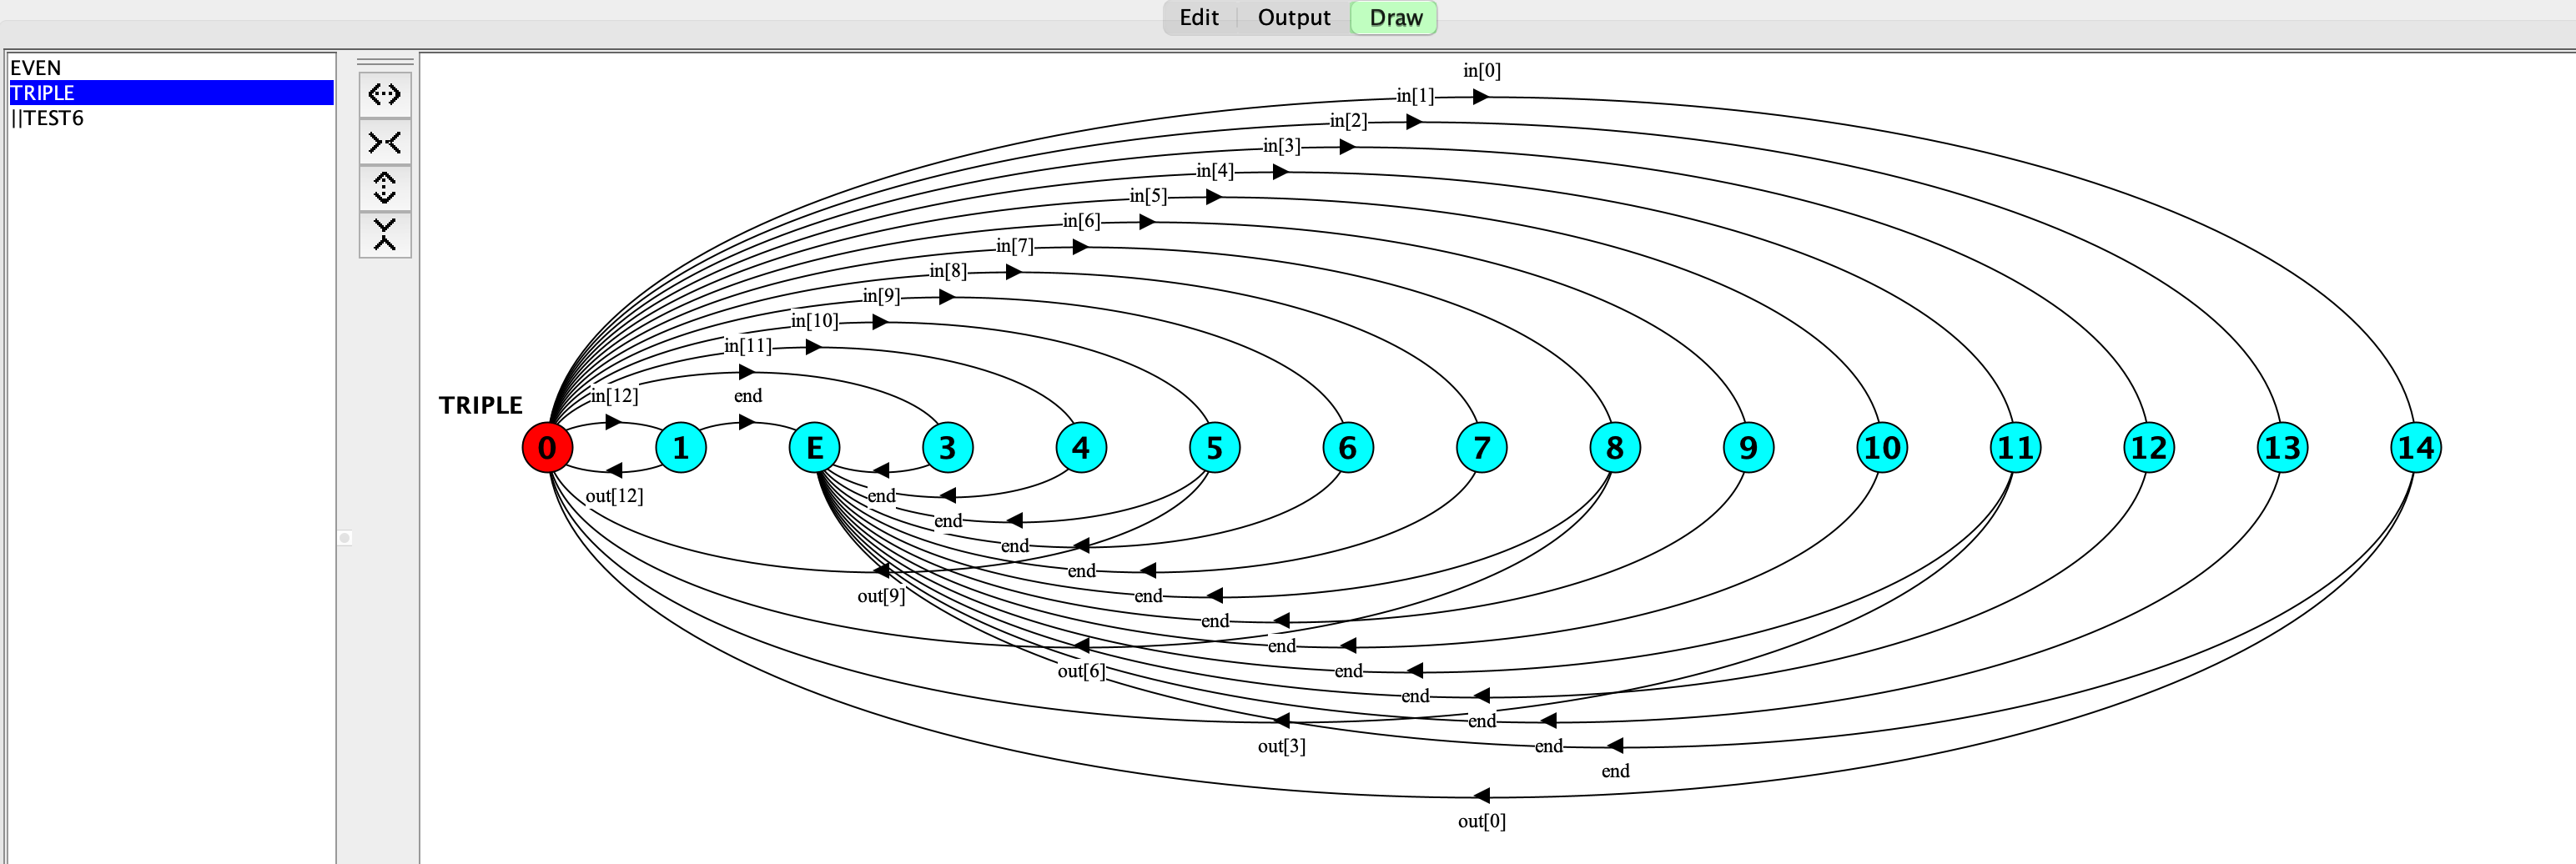 Edit Output Draw
EVEN
TRIPLE
||TEST6
in[0]
in[1]
in[2]
in[3]
in[4]
in[5]
in[6]
in[7]
in[8]
in[9]
in[10]
in[11]
in[12] end
TRIPLE
0 1 E 3 4 5 6 7 8 9 10 11 12 13 14
out[12] end
end
end
end
out[9] end
end
end
out[6] end
end
end
out[3] end
end
out[0]